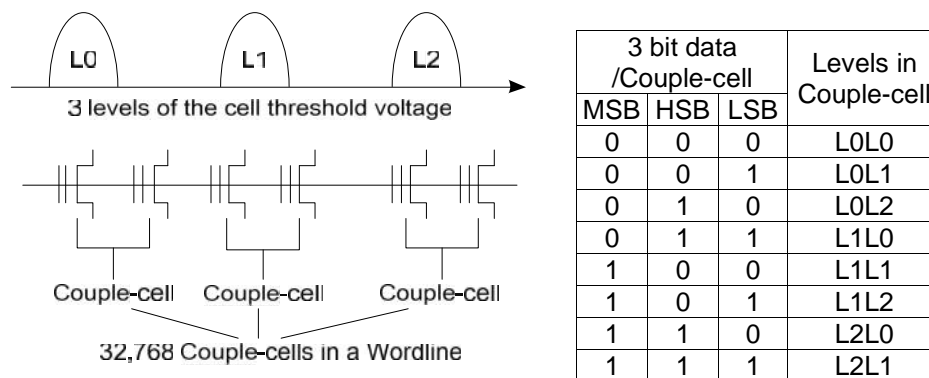 L0 L1 L2
3 levels of the cell threshold voltage
Couple-cell Couple-cell Couple-cell
32,768 Couple-cells in a Wordline
3 bit data
/Couple-cell
Levels in
Couple-cell
MSB HSB LSB
0 0 0 L0L0
0 0 1 L0L1
0 1 0 L0L2
0 1 1 L1L0
1 0 0 L1L1
1 0 1 L1L2
1 1 0 L2L0
1 1 1 L2L1